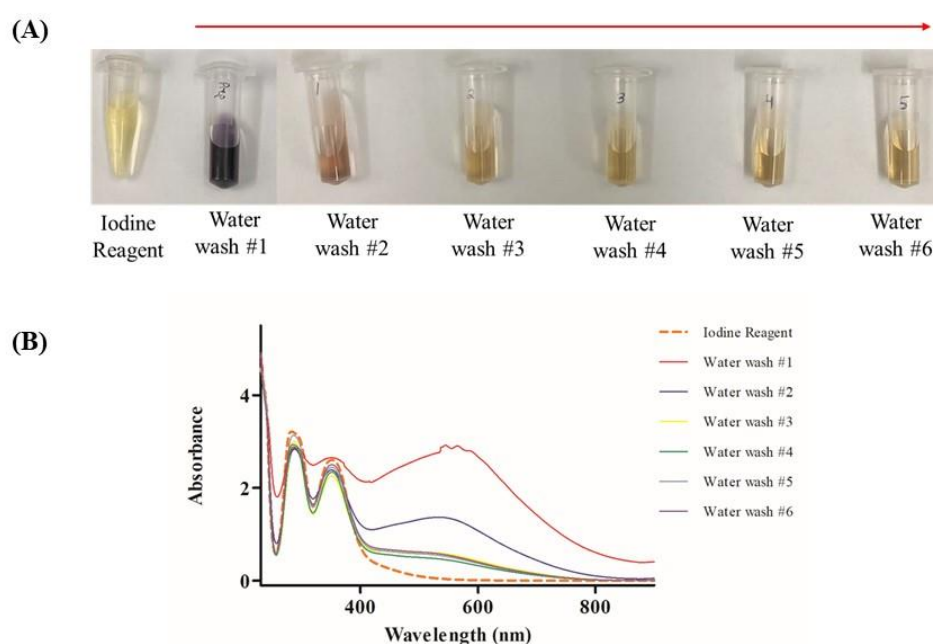 (A)
Pre
1
2
3
4
5
Iodine
Reagent
Water
wash #1
Water
wash #2
Water
wash #3
Water
wash #4
Water
wash #5
Water
wash #6
(B)
Absorbance
4
2
0
400
600
800
Wavelength (nm)
Iodine Reagent
Water wash #1
Water wash #2
Water wash #3
Water wash #4
Water wash #5
Water wash #6